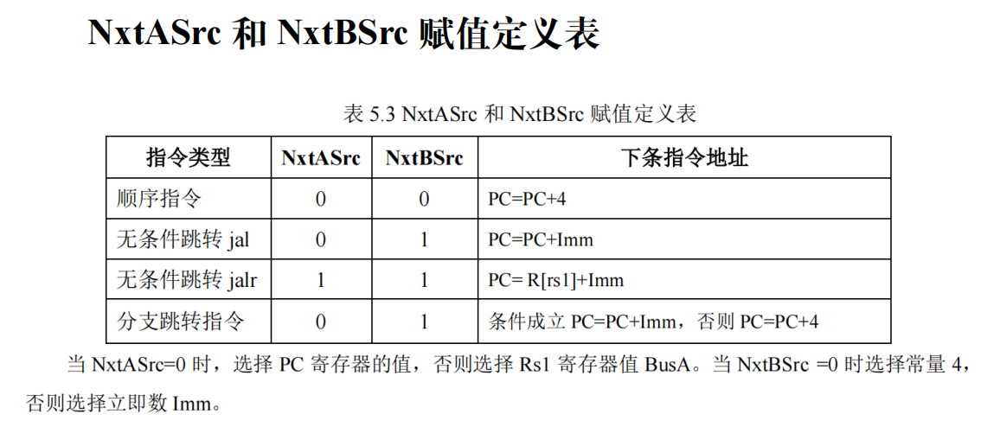 NxtASrc 和 NxtBSrc 赋值定义表
表 5.3 NxtASrc 和 NxtBSrc 赋值定义表
指令类型 NxtASrc NxtBSrc 下条指令地址
顺序指令 0 0 PC=PC+4
无条件跳转 jal 0 1 PC=PC+Imm
无条件跳转 jalr 1 1 PC= R[rs1]+Imm
分支跳转指令 0 1 条件成立 PC=PC+Imm，否则 PC=PC+4
当 NxtASrc=0 时，选择 PC 寄存器的值，否则选择 Rs1 寄存器值 BusA。当 NxtBSrc =0 时选择常量 4，
否则选择立即数 Imm。